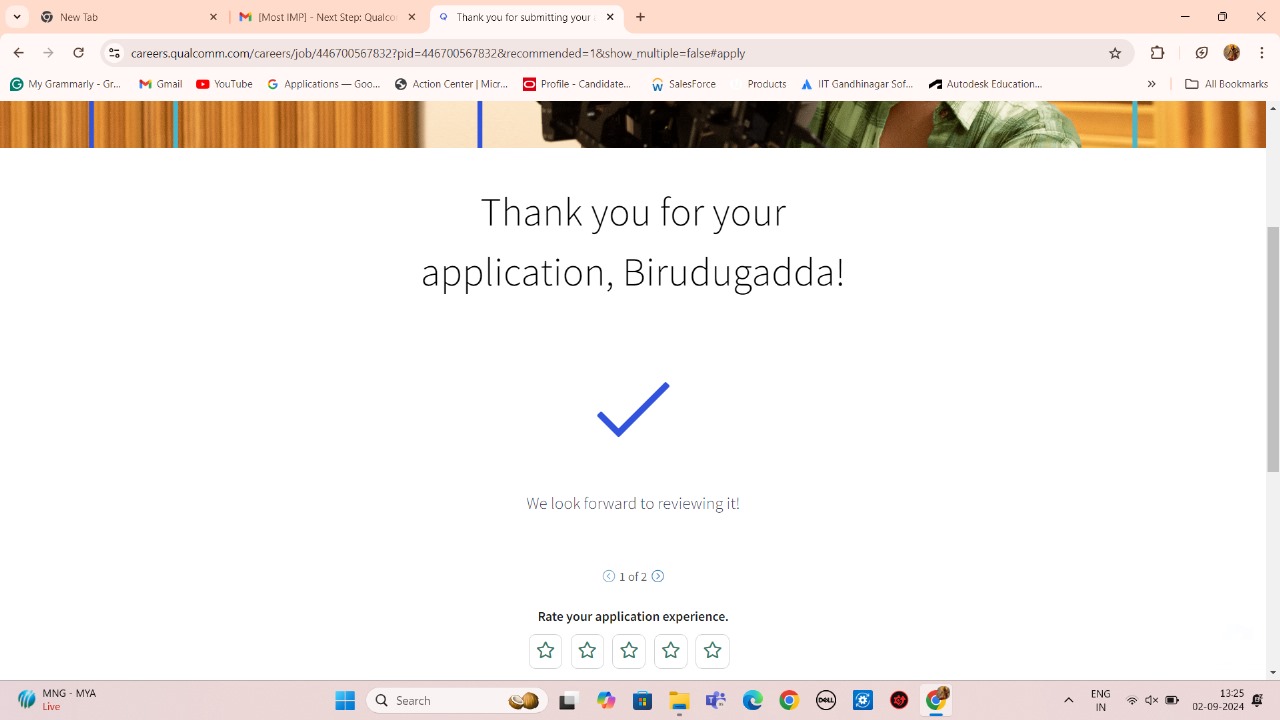 New Tab
[Most IMP] - Next Step: Qualco
Thank you for submitting your
careers.qualcomm.com/careers/job/446700567832?pid=446700567832&recommended=1&show_multiple=false#apply
My Grammarly - Gr...
Gmail
YouTube
Applications — Goo...
Action Center | Micr...
Profile - Candidate...
SalesForce
Products
IIT Gandhinagar Sof...
Autodesk Education...
All Bookmarks
Thank you for your
application, Birudugadda!
We look forward to reviewing it!
1 of 2
Rate your application experience.
MNG - MYA
Live
Search
DELL
ENG
IN
13:25
02-09-2024